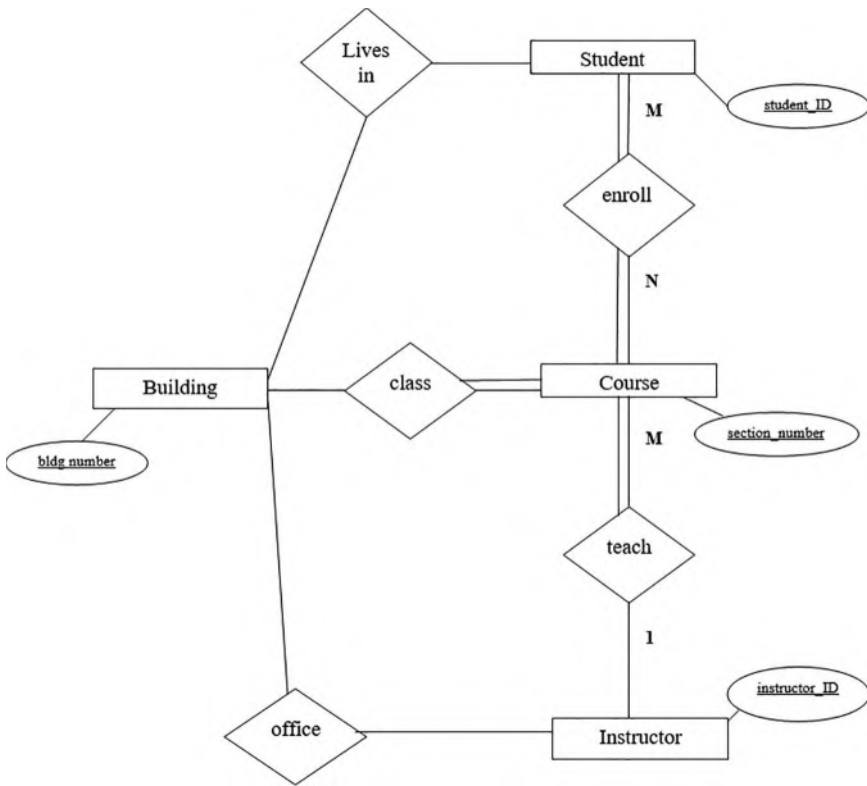 Lives
in
Student
student_ID
M
enroll
N
Building
class
Course
bldg number
section_number
M
teach
1
instructor_ID
office
Instructor